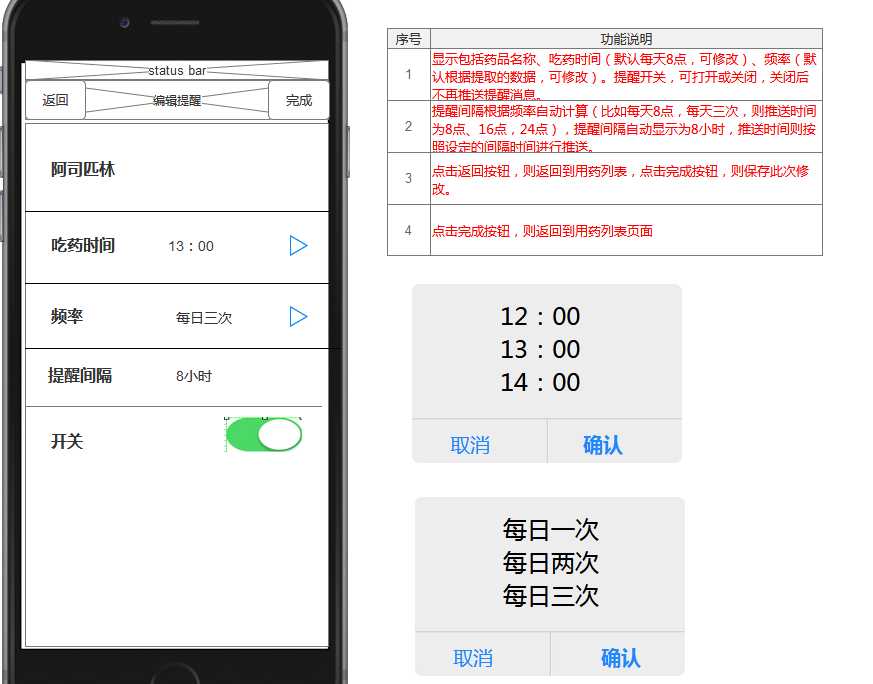 status bar
返回
编辑提醒
完成
阿司匹林
吃药时间
13：00
频率
每日三次
提醒间隔
8小时
开关
序号
功能说明
1
显示包括药品名称、吃药时间（默认每天8点，可修改）、频率（默
认根据提取的数据，可修改）。提醒开关，可打开或关闭，关闭后
不再推送提醒消息。
2
提醒间隔根据频率自动计算（比如每天8点，每天三次，则推送时间
为8点、16点，24点），提醒间隔自动显示为8小时，推送时间则按
照设定的间隔时间进行推送。
3
点击返回按钮，则返回到用药列表，点击完成按钮，则保存此次修
改。
4
点击完成按钮，则返回到用药列表页面
12：00
13：00
14：00
取消
确认
每日一次
每日两次
每日三次
取消
确认